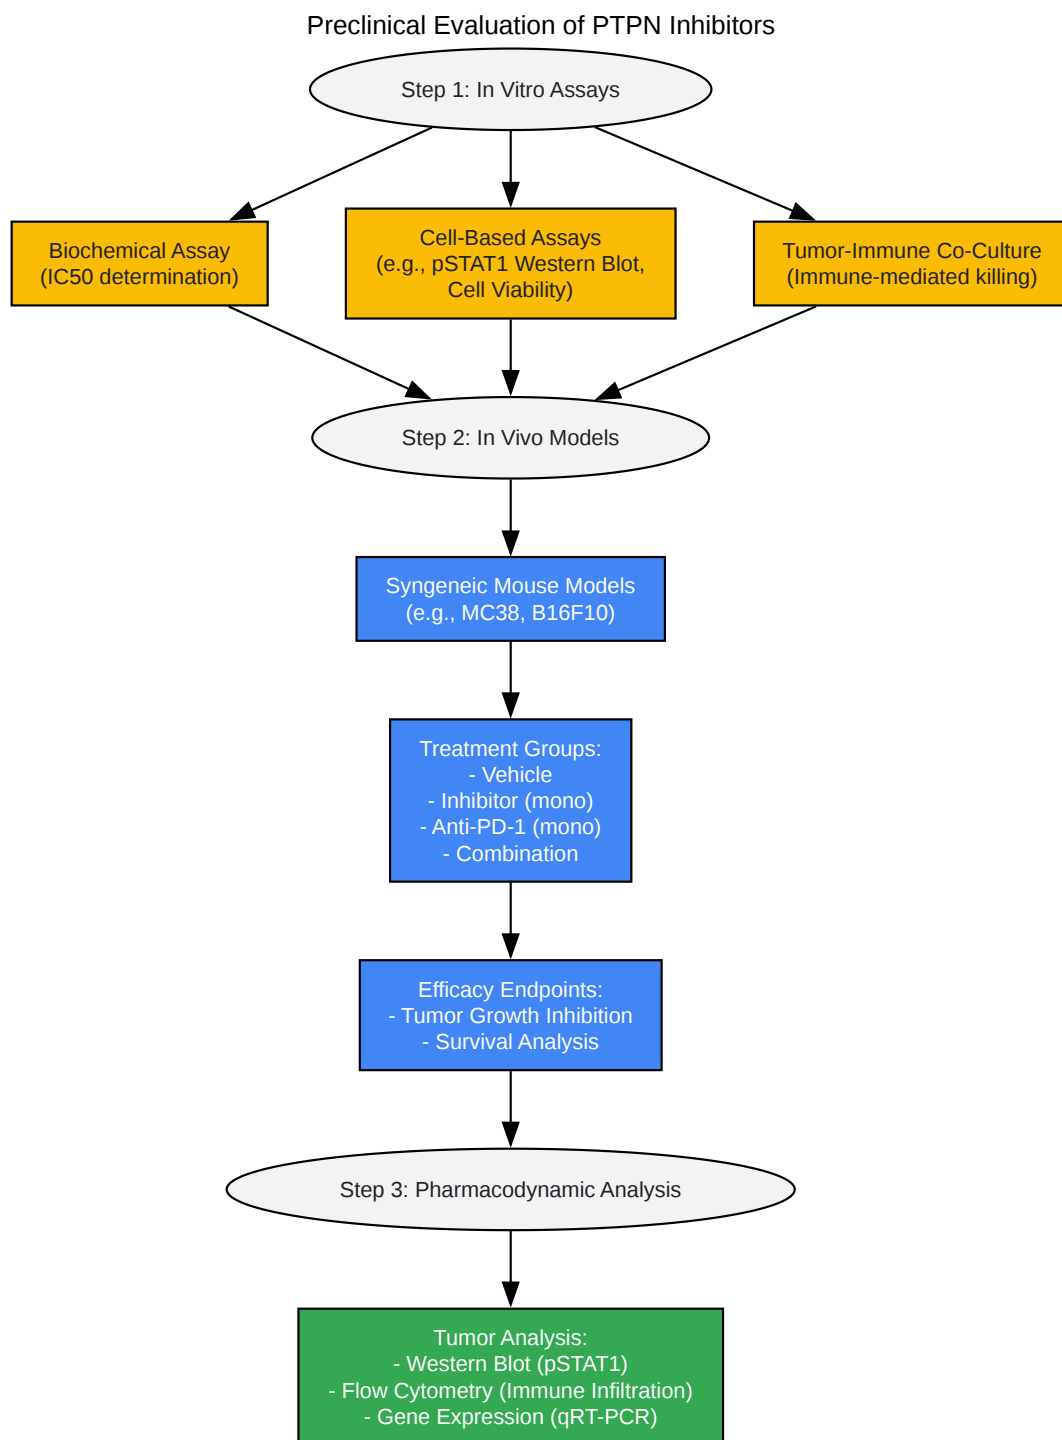 Preclinical Evaluation of PTPN Inhibitors
Step 1: In Vitro Assays
Biochemical Assay
(IC50 determination)
Cell-Based Assays
(e.g., pSTAT1 Western Blot,
Cell Viability)
Tumor-Immune Co-Culture
(Immune-mediated killing)
Step 2: In Vivo Models
Syngeneic Mouse Models
(e.g., MC38, B16F10)
Treatment Groups:
- Vehicle
- Inhibitor (mono)
- Anti-PD-1 (mono)
- Combination
Efficacy Endpoints:
- Tumor Growth Inhibition
- Survival Analysis
Step 3: Pharmacodynamic Analysis
Tumor Analysis:
- Western Blot (pSTAT1)
- Flow Cytometry (Immune Infiltration)
- Gene Expression (qRT-PCR)